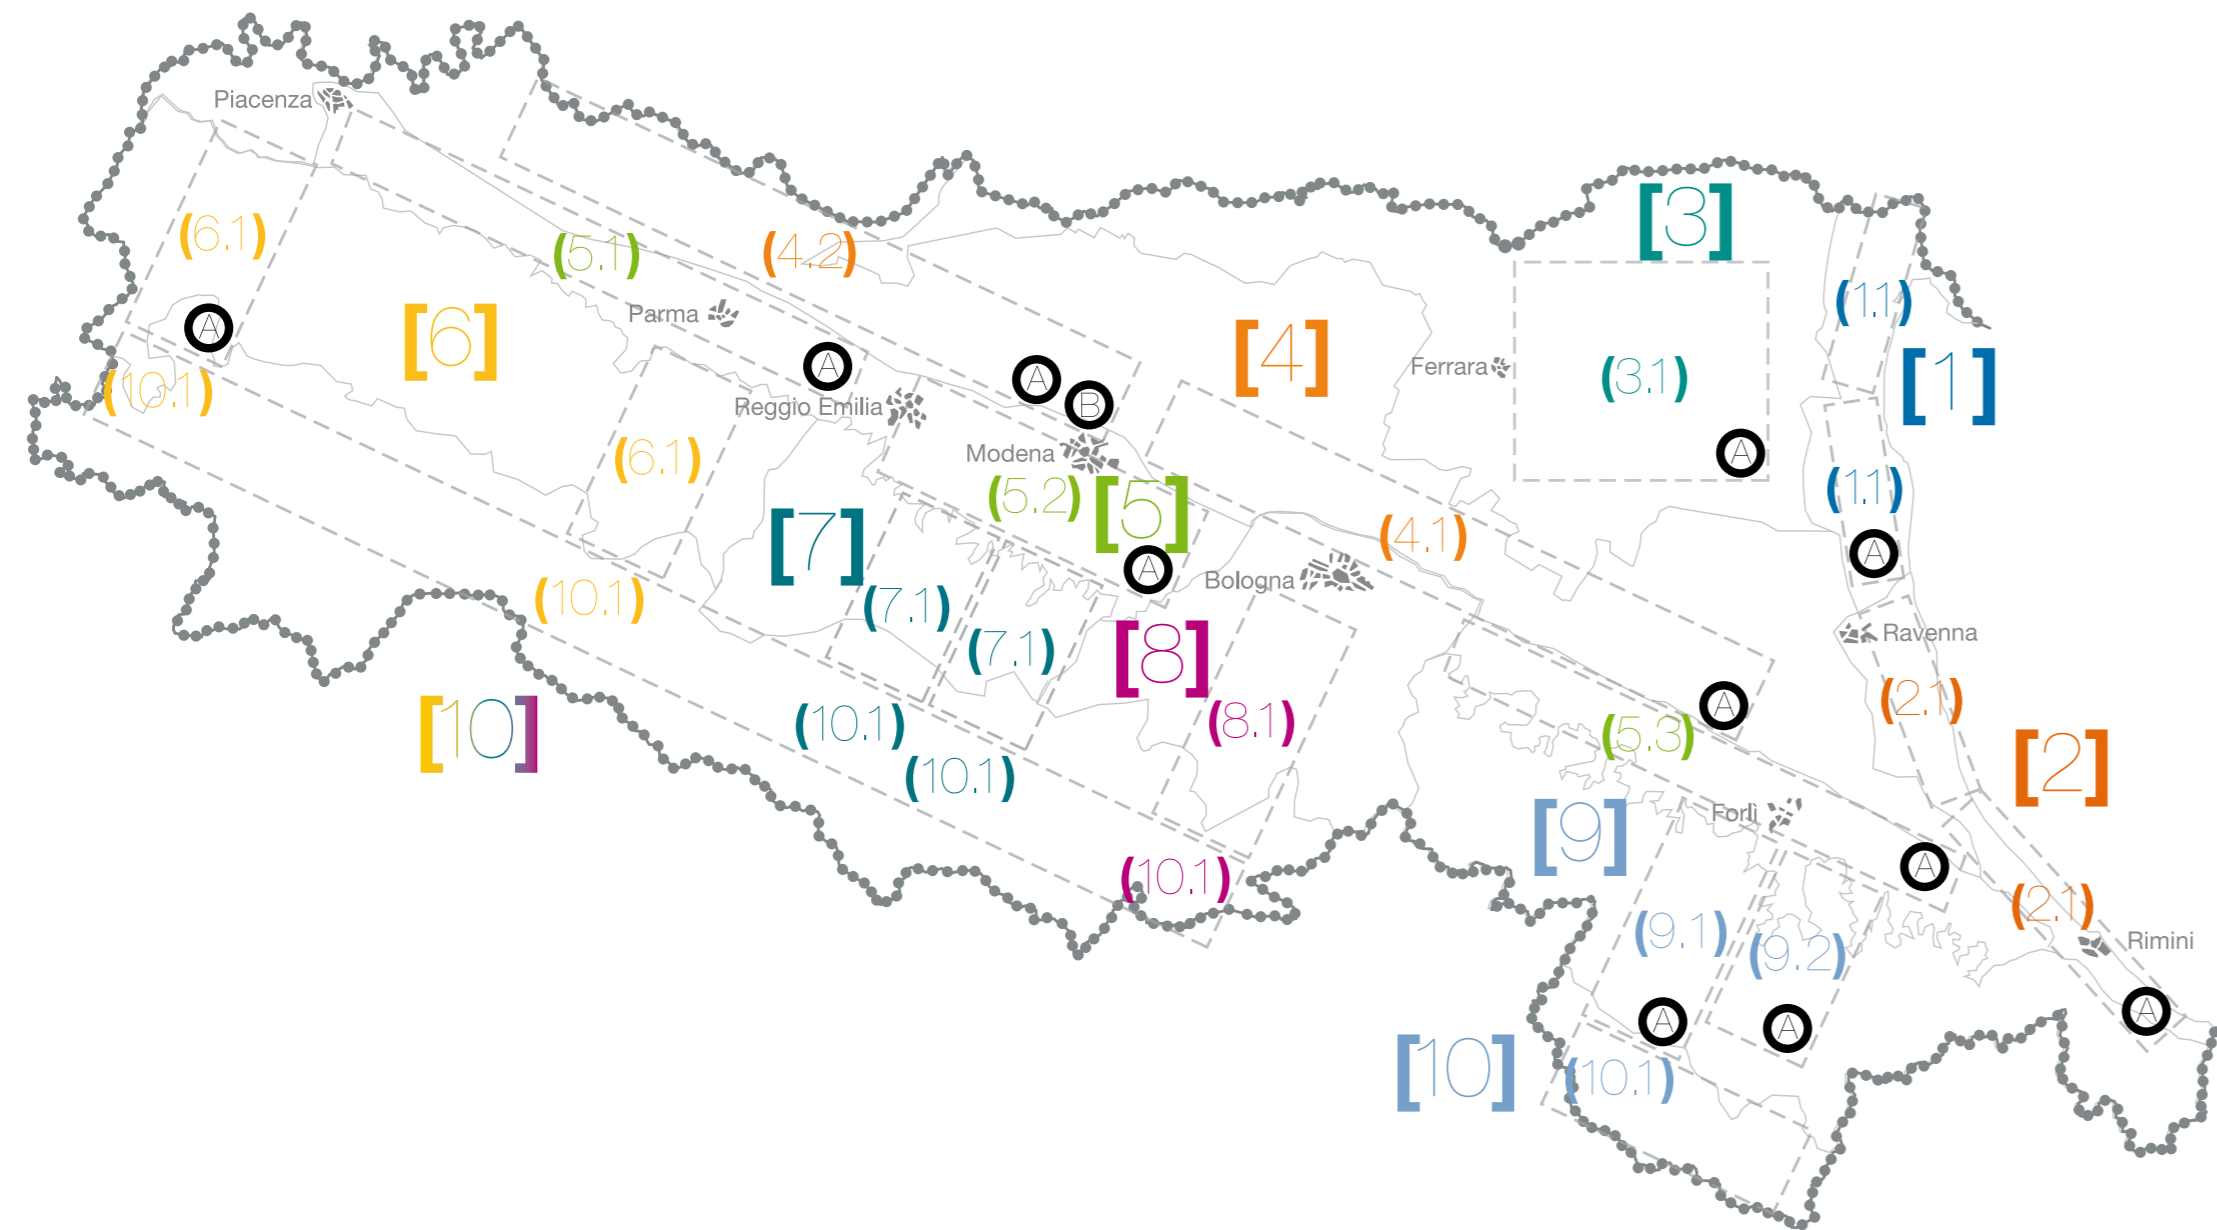 Piacenza
[3]
(6.1)
(5.1)
(4.2)
(1.1)
Parma
A
[6]
[4]
A
Ferrara
(3.1)
[1]
(10.1)
A
B
Reggio Emilia
Modena
A
(6.1)
(5.2)
[5]
(1.1)
[7]
(4.1)
A
A
Bologna
(10.1)
(7.1)
(7.1)
[8]
Ravenna
(2.1)
A
[10]
(10.1)
(8.1)
(5.3)
(10.1)
[2]
Forlì
[9]
(10.1)
A
(2.1)
(9.1)
(9.2)
Rimini
A
A
A
[10]
(10.1)